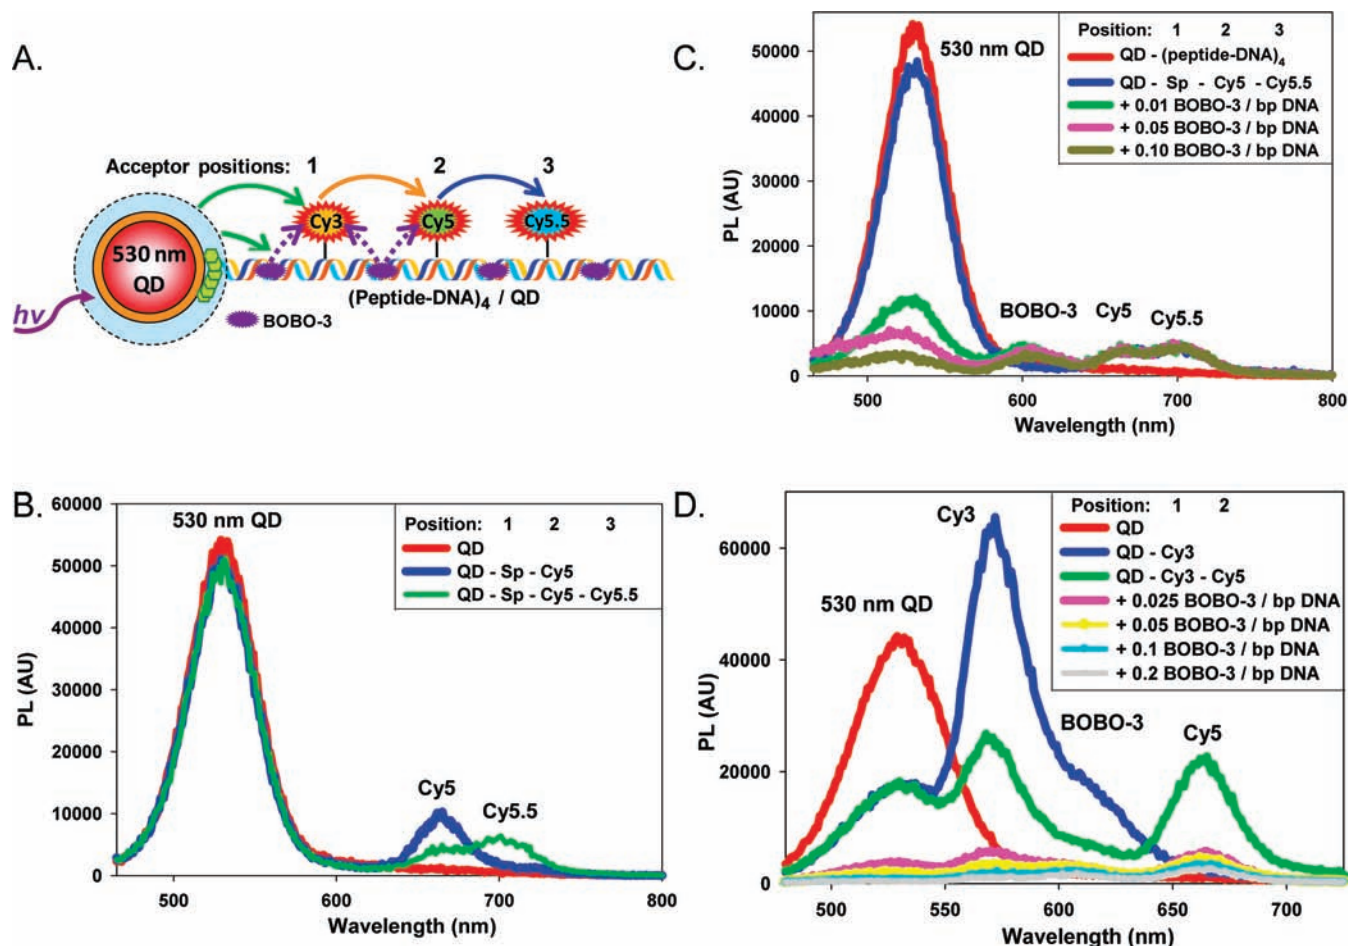 A.
Acceptor positions: 1 2 3
Cy3 Cy5 Cy5.5
530 nm
QD
hv
(Peptide-DNA)4 / QD
BOBO-3
B.
60000
50000
40000
30000
20000
10000
0
PL (AU)
530 nm QD
Position: 1 2 3
QD
QD - Sp - Cy5
QD - Sp - Cy5 - Cy5.5
Cy5
Cy5.5
500 600 700 800
Wavelength (nm)
C.
50000
40000
30000
20000
10000
0
PL (AU)
530 nm QD
Position: 1 2 3
QD - (peptide-DNA)4
QD - Sp - Cy5 - Cy5.5
+ 0.01 BOBO-3 / bp DNA
+ 0.05 BOBO-3 / bp DNA
+ 0.10 BOBO-3 / bp DNA
BOBO-3 Cy5 Cy5.5
500 600 700 800
Wavelength (nm)
D.
60000
40000
20000
0
PL (AU)
Cy3
530 nm QD
Position: 1 2
QD
QD - Cy3
QD - Cy3 - Cy5
+ 0.025 BOBO-3 / bp DNA
+ 0.05 BOBO-3 / bp DNA
+ 0.1 BOBO-3 / bp DNA
+ 0.2 BOBO-3 / bp DNA
BOBO-3
Cy5
500 550 600 650 700
Wavelength (nm)